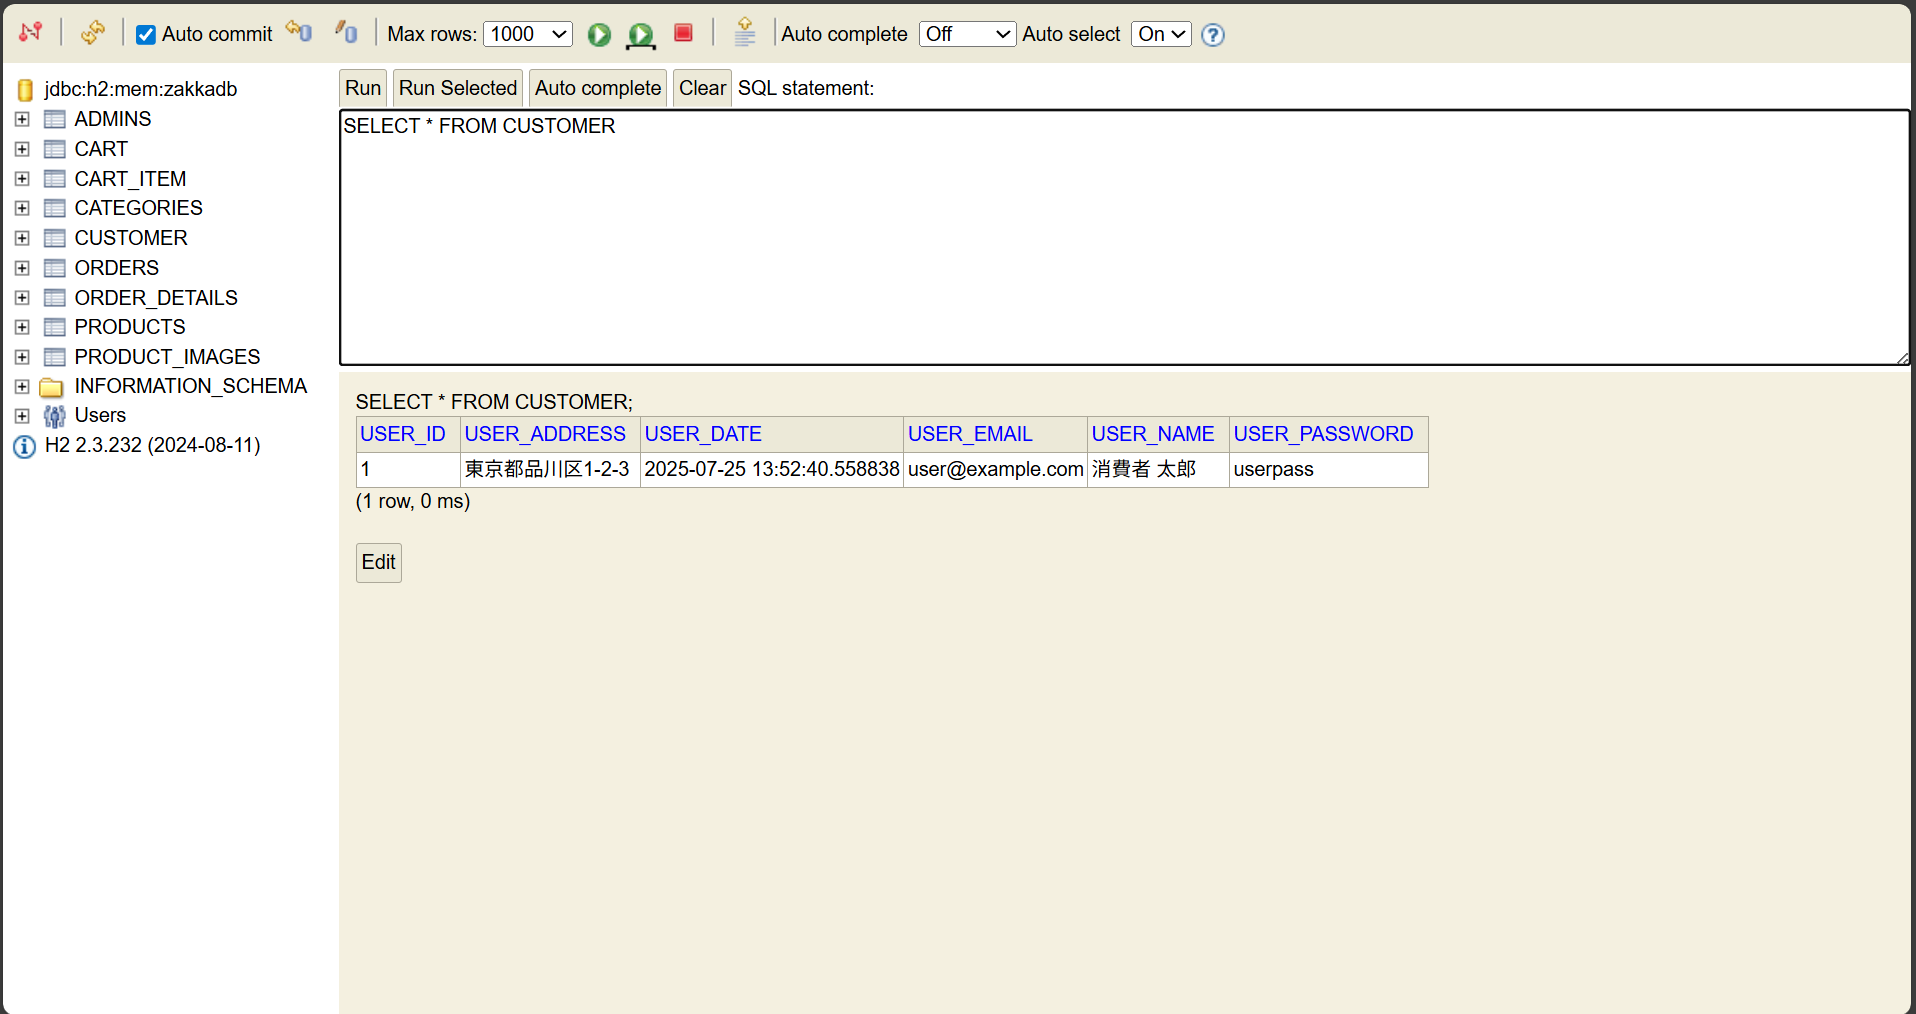 Auto commit Max rows: 1000 Auto complete Off Auto select On ?
jdbc:h2:mem:zakkadb
ADMINS
CART
CART_ITEM
CATEGORIES
CUSTOMER
ORDERS
ORDER_DETAILS
PRODUCTS
PRODUCT_IMAGES
INFORMATION_SCHEMA
Users
H2 2.3.232 (2024-08-11)
Run Run Selected Auto complete Clear SQL statement:
SELECT * FROM CUSTOMER
SELECT * FROM CUSTOMER;
USER_ID USER_ADDRESS USER_DATE USER_EMAIL USER_NAME USER_PASSWORD
1 東京都品川区1-2-3 2025-07-25 13:52:40.558838 user@example.com 消費者 太郎 userpass
(1 row, 0 ms)
Edit